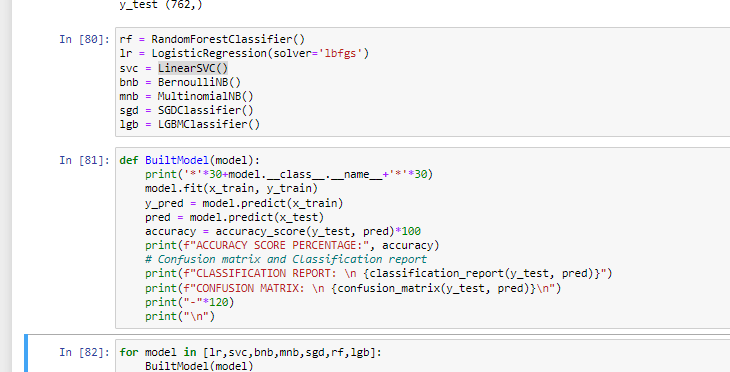 y_test (762,)
In [80]: rf = RandomForestClassifier()
lr = LogisticRegression(solver='lbfgs')
svc = LinearSVC()
bnb = BernoulliNB()
mnb = MultinomialNB()
sgd = SGDClassifier()
lgb = LGBMClassifier()
In [81]: def BuiltModel(model):
    print('*'*30+model.__class__.__name__+'*'*30)
    model.fit(x_train, y_train)
    y_pred = model.predict(x_train)
    pred = model.predict(x_test)
    accuracy = accuracy_score(y_test, pred)*100
    print(f"ACCURACY SCORE PERCENTAGE:", accuracy)
    # Confusion matrix and Classification report
    print(f"CLASSIFICATION REPORT: \n {classification_report(y_test, pred)}")
    print(f"CONFUSION MATRIX: \n {confusion_matrix(y_test, pred)}\n")
    print("-"*120)
    print("\n")
In [82]: for model in [lr,svc,bnb,mnb,sgd,rf,lgb]:
    BuiltModel(model)